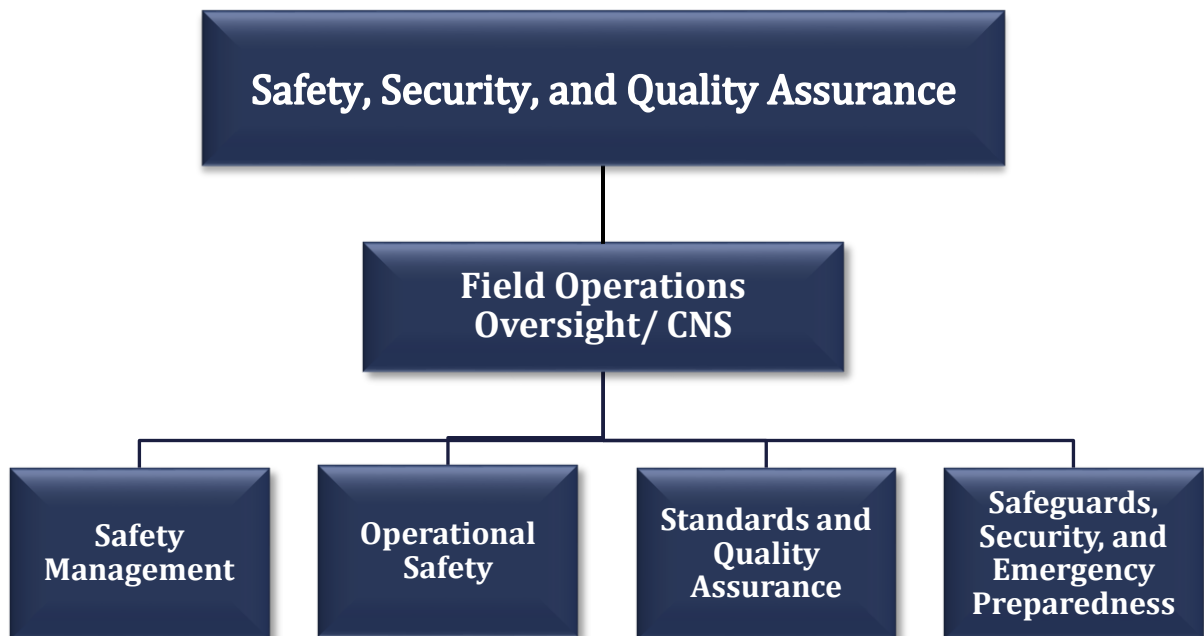 Safety, Security, and Quality Assurance
Field Operations
Oversight/ CNS
Safety
Management
Operational
Safety
Standards and
Quality
Assurance
Safeguards,
Security, and
Emergency
Preparedness